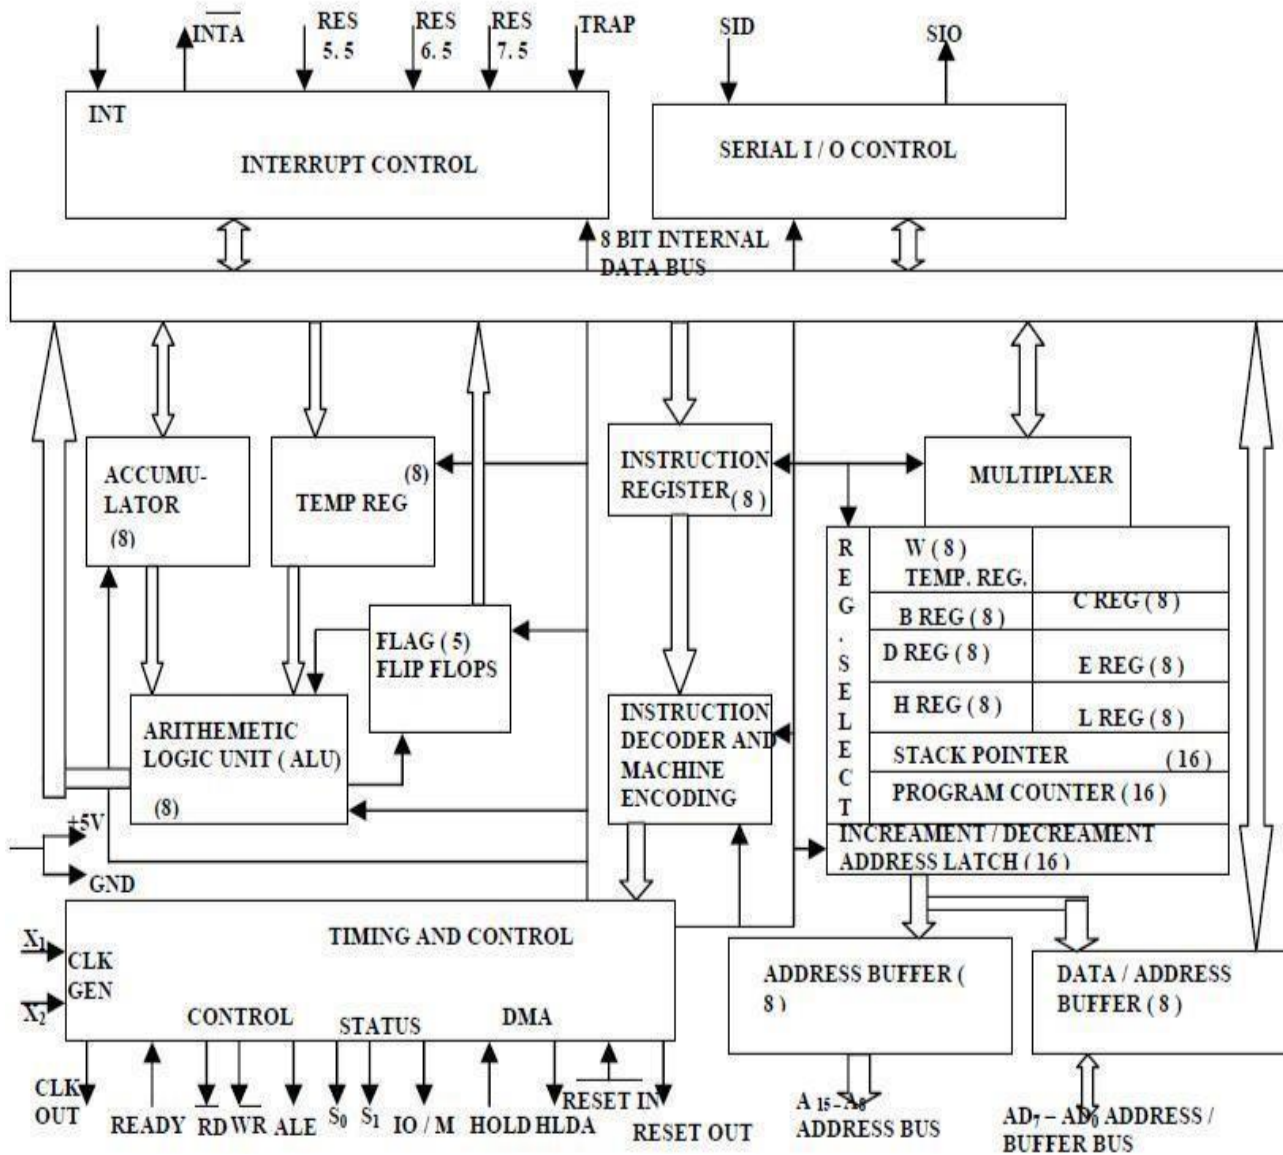 INTA
RES
5. 5
RES
6. 5
RES
7. 5
TRAP
SID
SIO
INT
INTERRUPT CONTROL
SERIAL I / O CONTROL
8 BIT INTERNAL
DATA BUS
ACCUMU-
LATOR
(8)
(8)
TEMP REG
INSTRUCTION
REGISTER ( 8 )
MULTIPLXER
FLAG ( 5 )
FLIP FLOPS
ARITHEMETIC
LOGIC UNIT ( ALU)
(8)
INSTRUCTION
DECODER AND
MACHINE
ENCODING
REG. SELECT
W ( 8 )
TEMP. REG.
B REG ( 8 )
C REG ( 8 )
D REG ( 8 )
E REG ( 8 )
H REG ( 8 )
L REG ( 8 )
STACK POINTER ( 16 )
PROGRAM COUNTER ( 16 )
INCREAMENT / DECREAMENT
ADDRESS LATCH ( 16 )
+5V
GND
X1
X2
CLK
GEN
TIMING AND CONTROL
CONTROL
STATUS
DMA
ADDRESS BUFFER (
8 )
DATA / ADDRESS
BUFFER ( 8 )
CLK
OUT
READY
RD
WR
ALE
S0
S1
IO / M
HOLD
HLDA
RESET IN
RESET OUT
A 15 – A8
ADDRESS BUS
AD7 – AD0 ADDRESS /
BUFFER BUS